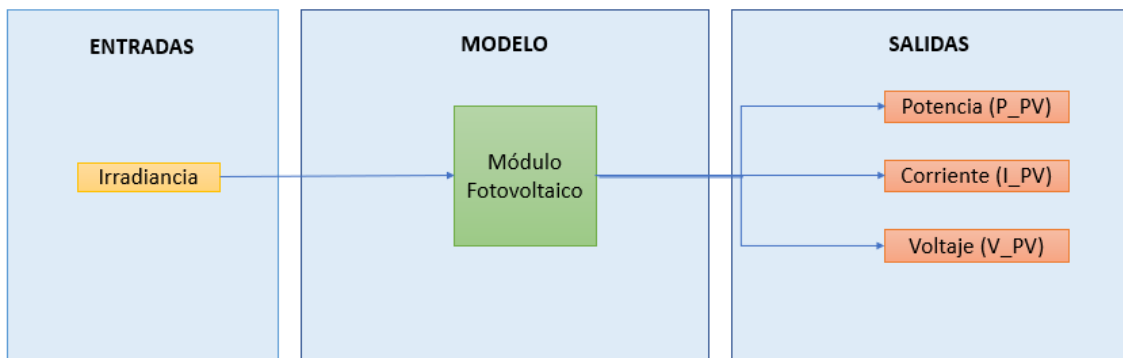 ENTRADAS
Irradiancia
MODELO
Módulo
Fotovoltaico
SALIDAS
Potencia (P_PV)
Corriente (I_PV)
Voltaje (V_PV)